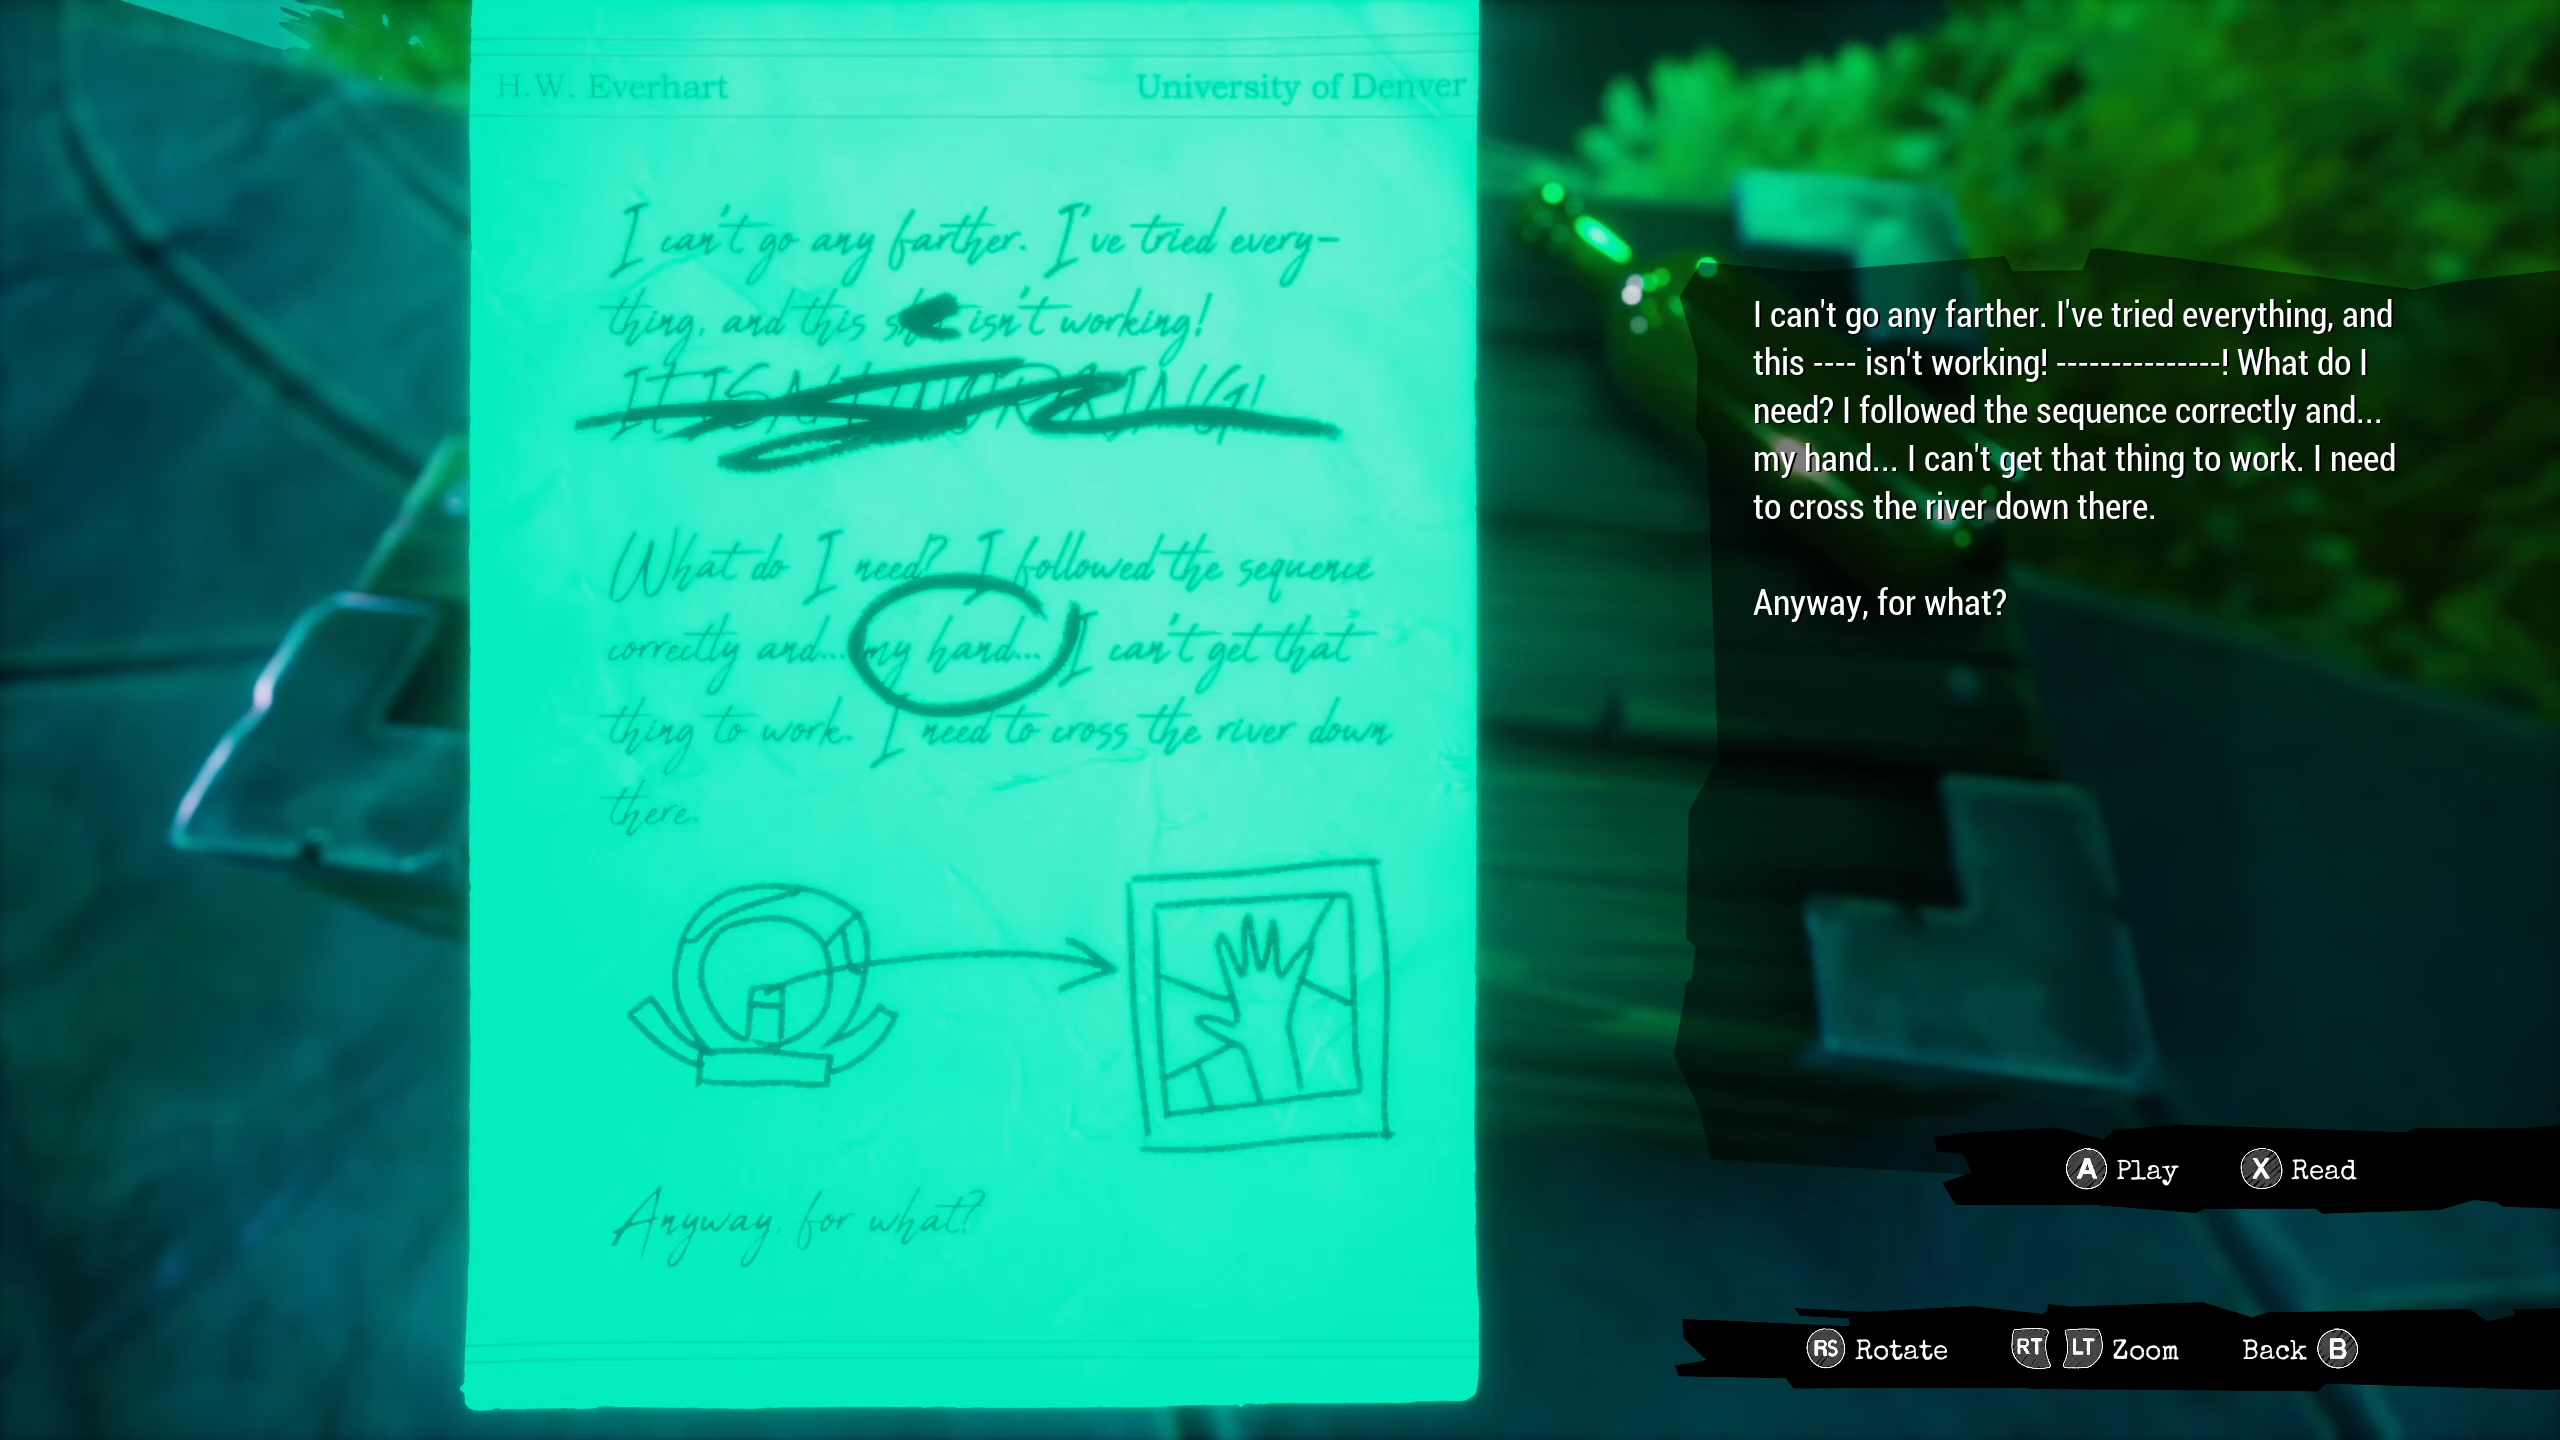 H.W. Everhart
University of Denver
I can't go any farther. I've tried every-
thing, and this isn't working!
IT ISN'T WORKING!
What do I need? I followed the sequence
correctly and... my hand... I can't get that
thing to work. I need to cross the river down
there.
Anyway, for what?
I can't go any farther. I've tried everything, and
this ---- isn't working! ---------------! What do I
need? I followed the sequence correctly and...
my hand... I can't get that thing to work. I need
to cross the river down there.
Anyway, for what?
A Play X Read
RS Rotate RT LT Zoom Back B